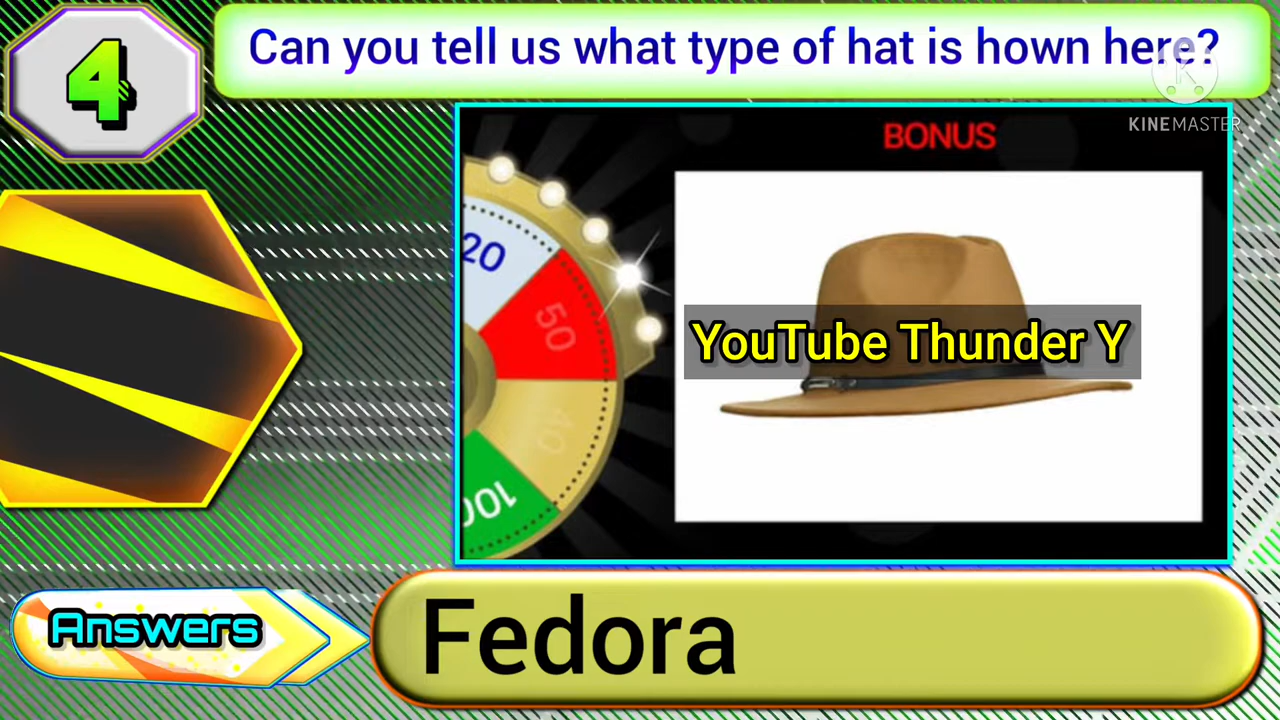 4
Can you tell us what type of hat is hown here?
KINEMASTER
BONUS
20
50
40
100
YouTube Thunder Y
Answers
Fedora